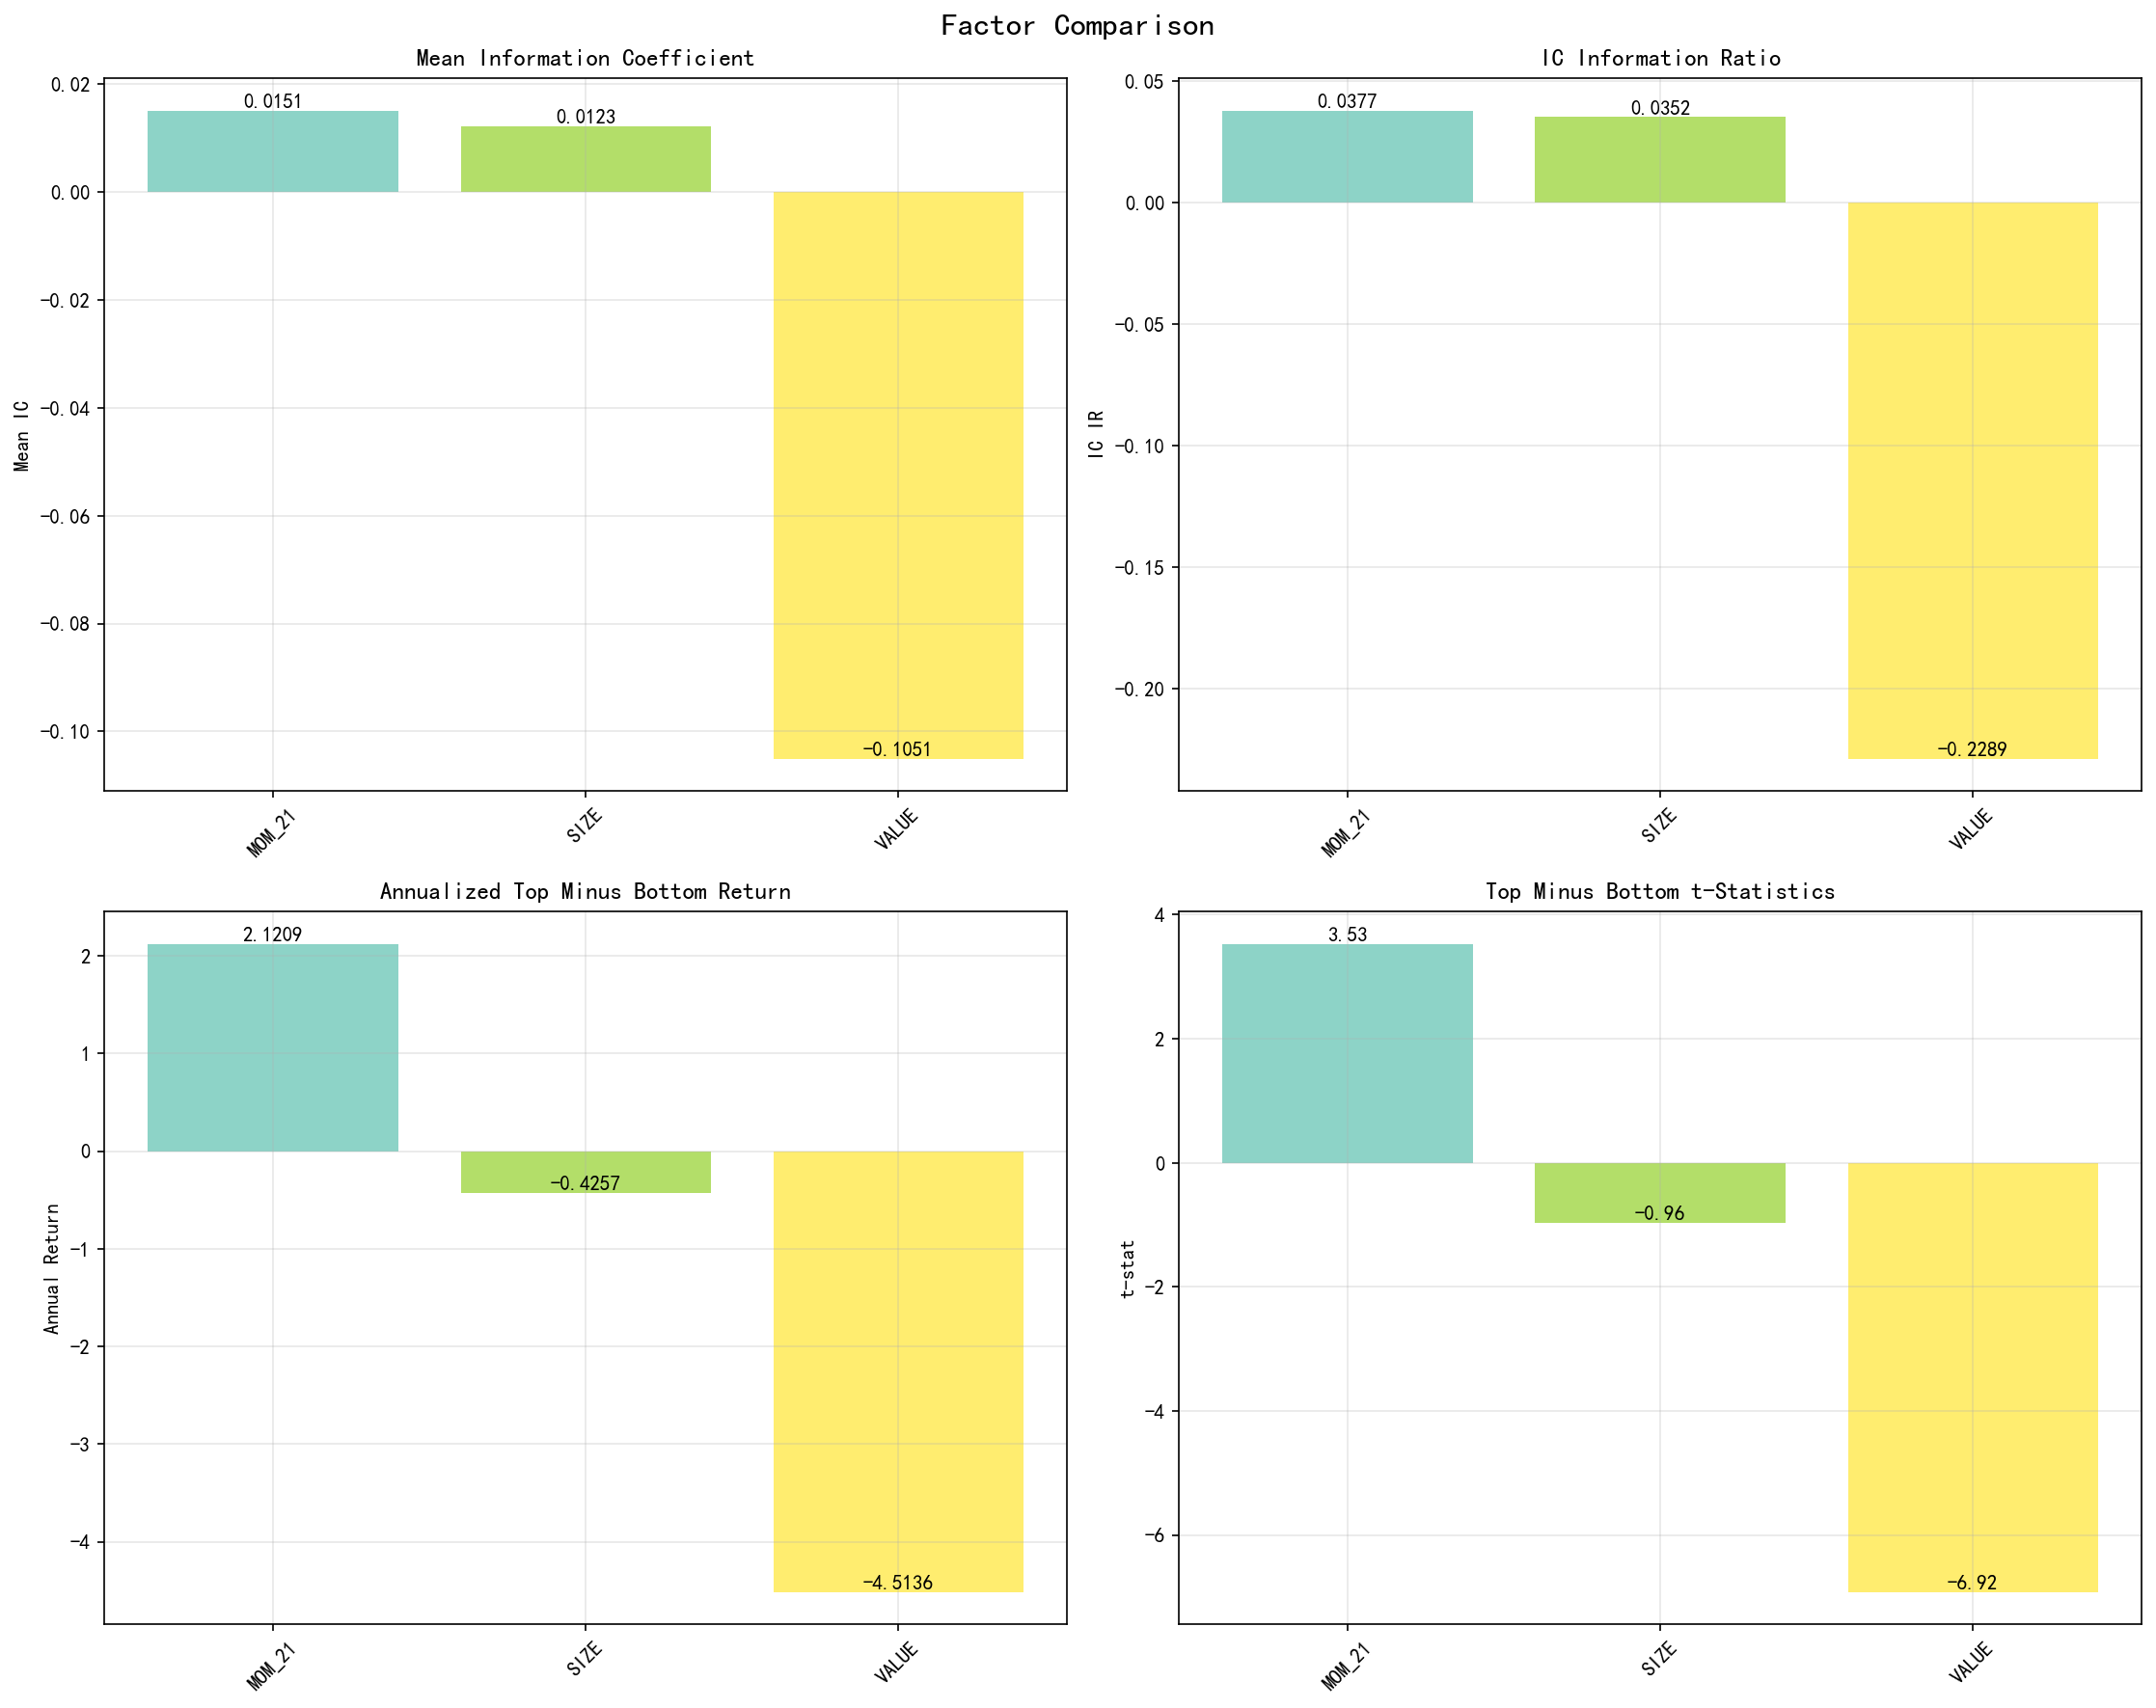 Factor Comparison
Mean Information Coefficient
0.02
0.00
-0.02
-0.04
-0.06
-0.08
-0.10
Mean IC
0.0151
0.0123
-0.1051
MOM_21
SIZE
VALUE
IC Information Ratio
0.05
0.00
-0.05
-0.10
-0.15
-0.20
IC IR
0.0377
0.0352
-0.2289
MOM_21
SIZE
VALUE
Annualized Top Minus Bottom Return
2
1
0
-1
-2
-3
-4
Annual Return
2.1209
-0.4257
-4.5136
MOM_21
SIZE
VALUE
Top Minus Bottom t-Statistics
4
2
0
-2
-4
-6
t-stat
3.53
-0.96
-6.92
MOM_21
SIZE
VALUE